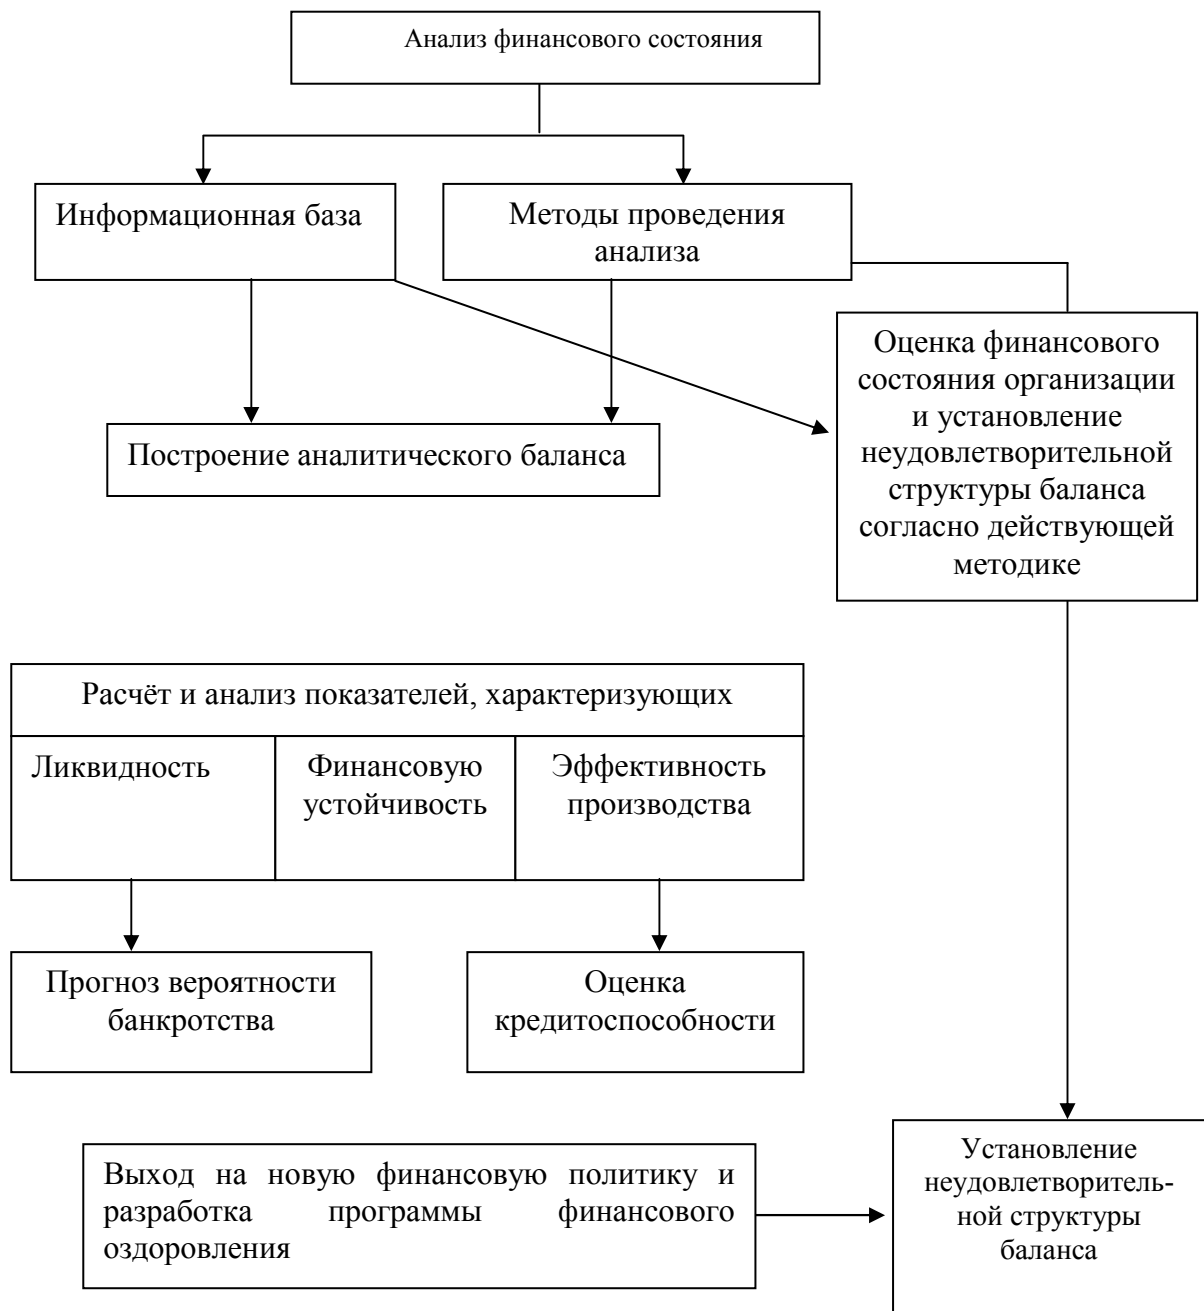 Анализ финансового состояния
Информационная база
Методы проведения
анализа
Оценка финансового
состояния организации
и установление
неудовлетворительной
структуры баланса
согласно действующей
методике
Построение аналитического баланса
Расчёт и анализ показателей, характеризующих
Ликвидность
Финансовую
устойчивость
Эффективность
производства
Прогноз вероятности
банкротства
Оценка
кредитоспособности
Выход на новую финансовую политику и
разработка программы финансового
оздоровления
Установление
неудовлетворитель-
ной структуры
баланса